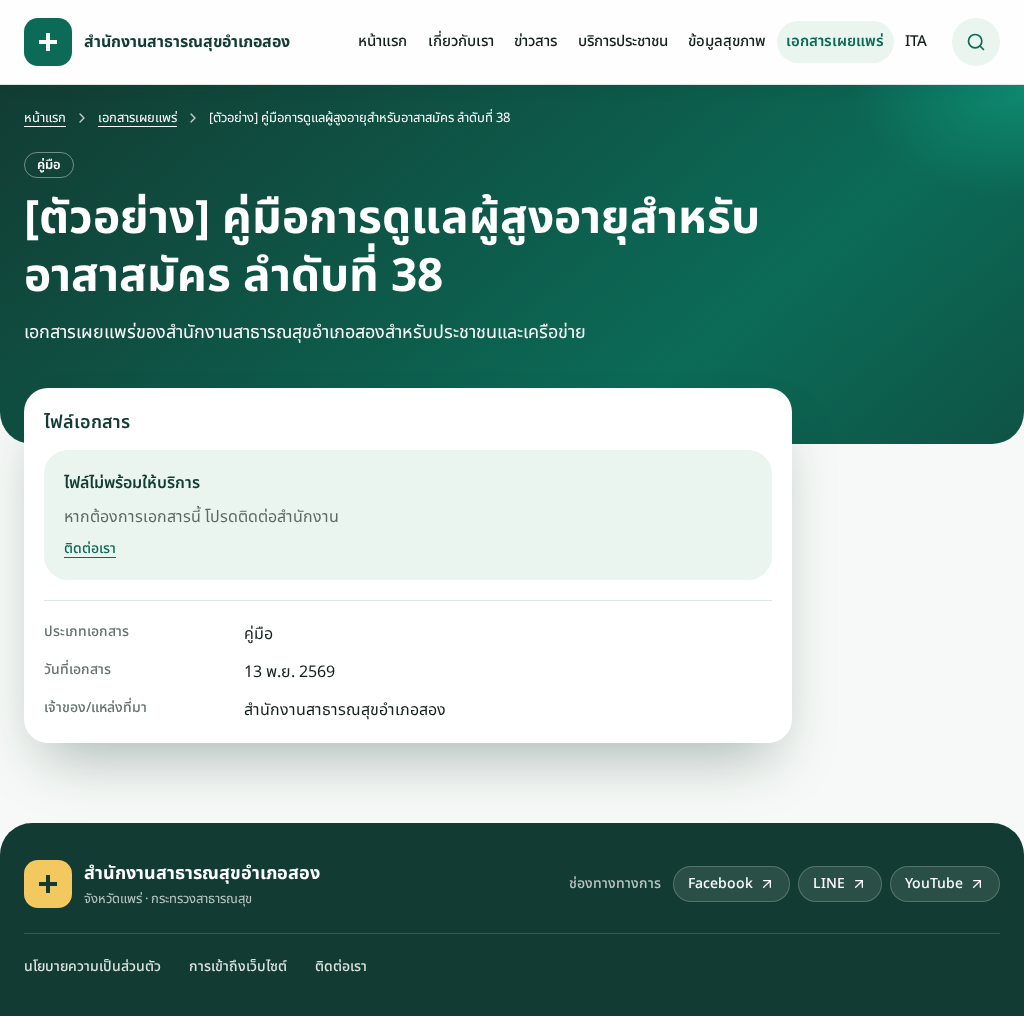 สำนักงานสาธารณสุขอำเภอสอง
หน้าแรก เกี่ยวกับเรา ข่าวสาร บริการประชาชน ข้อมูลสุขภาพ เอกสารเผยแพร่ ITA
หน้าแรก เอกสารเผยแพร่ [ตัวอย่าง] คู่มือการดูแลผู้สูงอายุสำหรับอาสาสมัคร ลำดับที่ 38
คู่มือ
[ตัวอย่าง] คู่มือการดูแลผู้สูงอายุสำหรับ
อาสาสมัคร ลำดับที่ 38
เอกสารเผยแพร่ของสำนักงานสาธารณสุขอำเภอสองสำหรับประชาชนและเครือข่าย
ไฟล์เอกสาร
ไฟล์ไม่พร้อมให้บริการ
หากต้องการเอกสารนี้ โปรดติดต่อสำนักงาน
ติดต่อเรา
ประเภทเอกสาร คู่มือ
วันที่เอกสาร 13 พ.ย. 2569
เจ้าของ/แหล่งที่มา สำนักงานสาธารณสุขอำเภอสอง
สำนักงานสาธารณสุขอำเภอสอง
จังหวัดแพร่ · กระทรวงสาธารณสุข
ช่องทางทางการ Facebook LINE YouTube
นโยบายความเป็นส่วนตัว การเข้าถึงเว็บไซต์ ติดต่อเรา